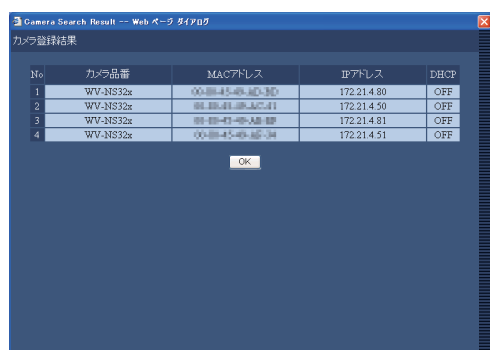 Camera Search Result -- Web ページ ダイアログ
カメラ登録結果
No カメラ品番 MACアドレス IPアドレス DHCP
1 WV-NS32x 172.21.4.80 OFF
2 WV-NS32x 172.21.4.50 OFF
3 WV-NS32x 172.21.4.81 OFF
4 WV-NS32x 172.21.4.51 OFF
OK